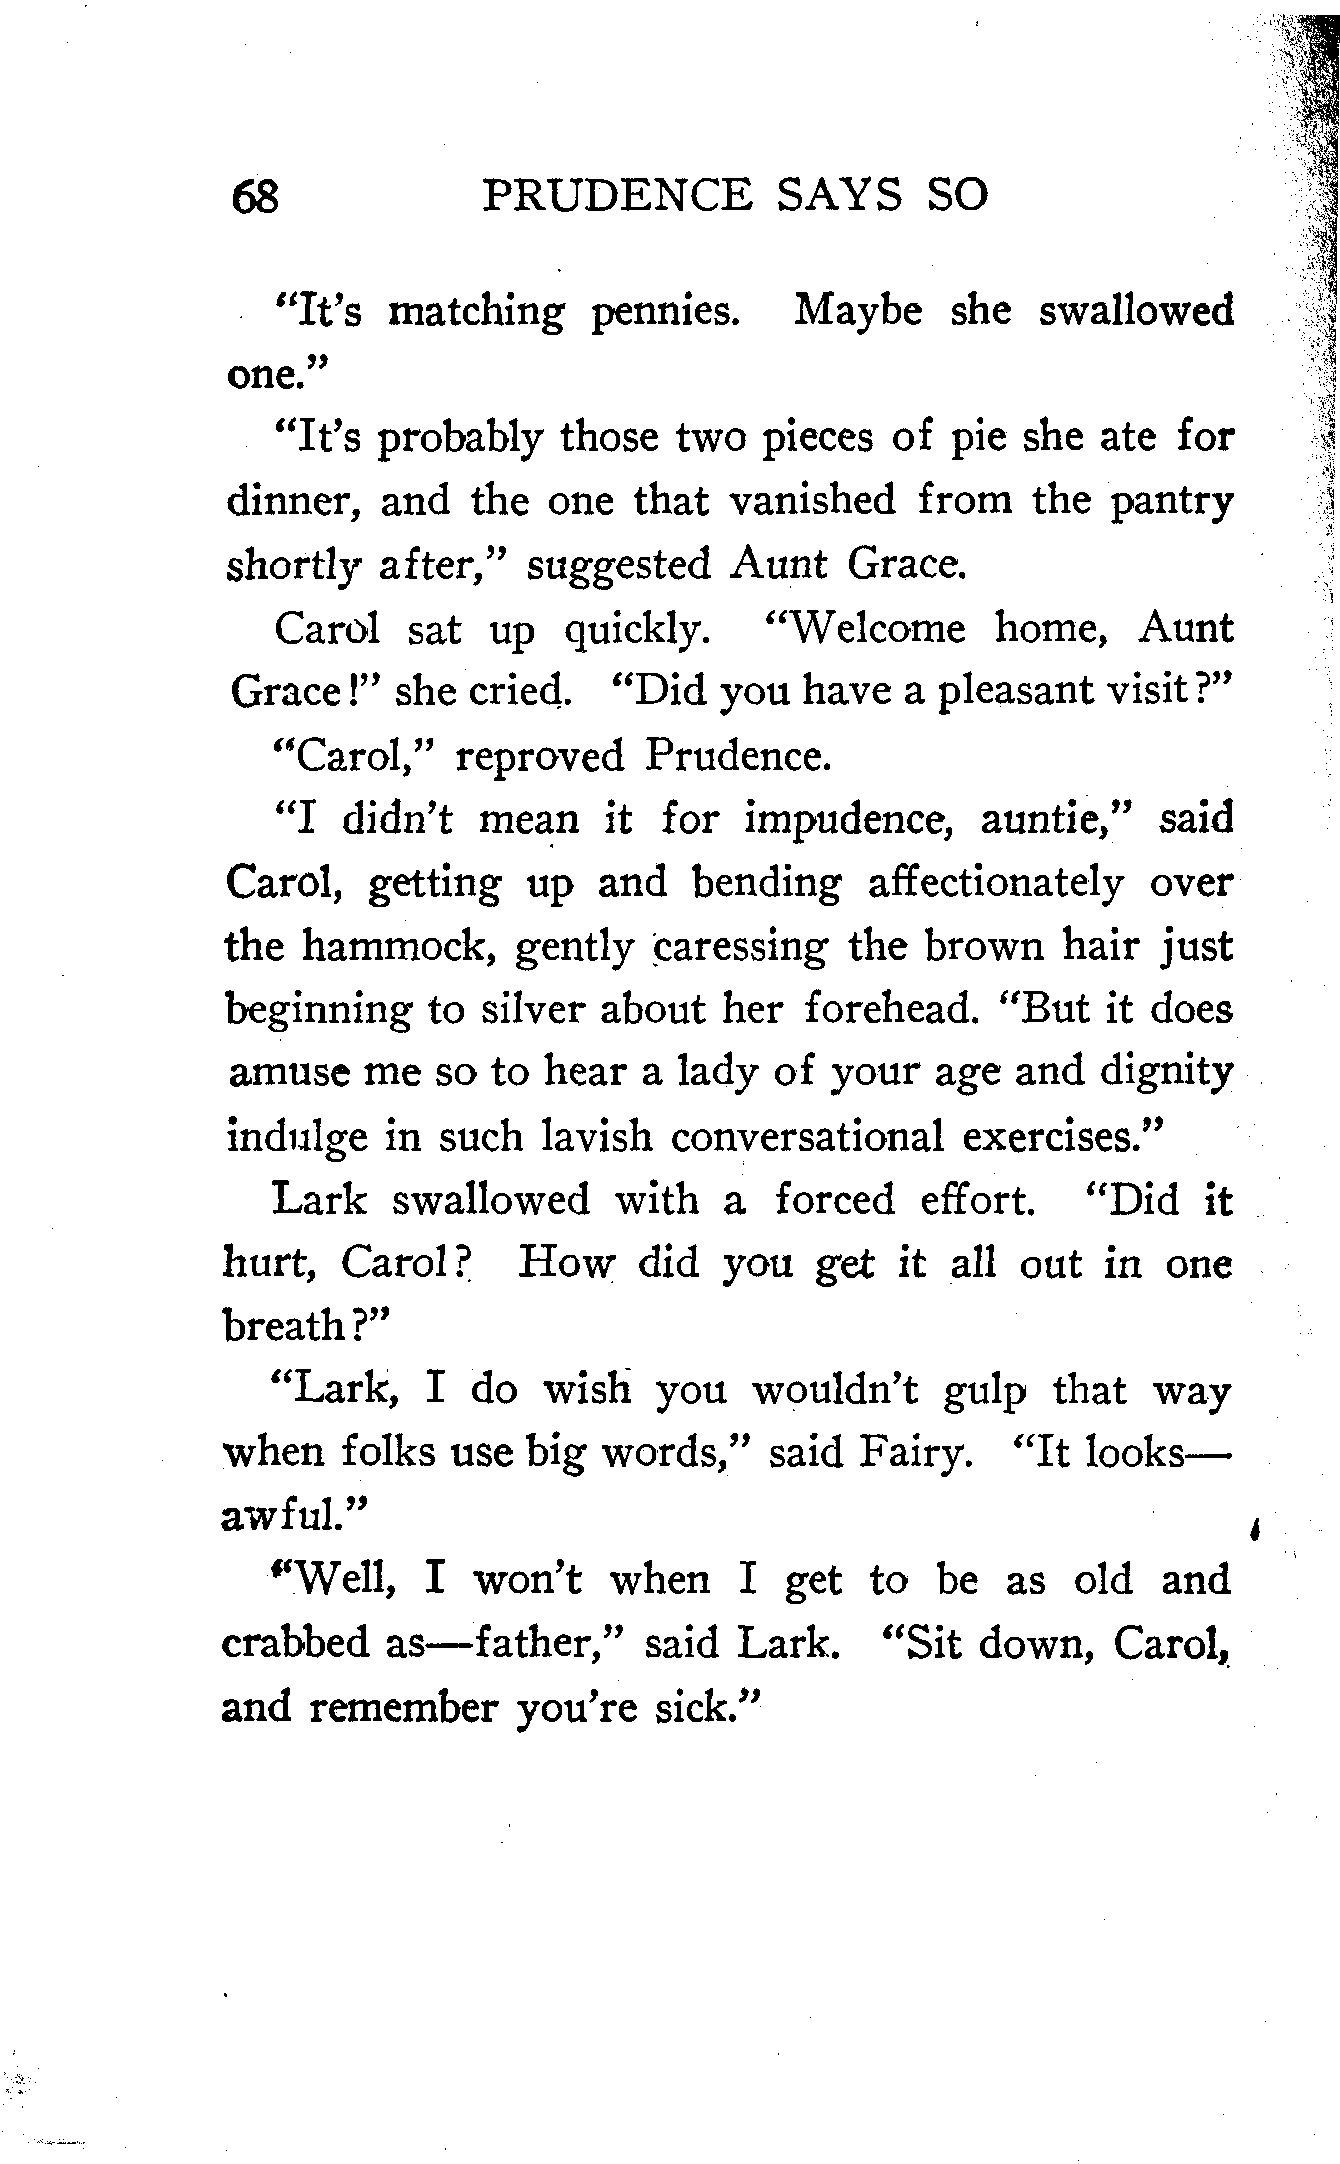 68 PRUDENCE SAYS SO
"It's matching pennies. Maybe she swallowed
one."
"It's probably those two pieces of pie she ate for
dinner, and the one that vanished from the pantry
shortly after," suggested Aunt Grace.
Carol sat up quickly. "Welcome home, Aunt
Grace!" she cried. "Did you have a pleasant visit?"
"Carol," reproved Prudence.
"I didn't mean it for impudence, auntie," said
Carol, getting up and bending affectionately over
the hammock, gently caressing the brown hair just
beginning to silver about her forehead. "But it does
amuse me so to hear a lady of your age and dignity
indulge in such lavish conversational exercises."
Lark swallowed with a forced effort. "Did it
hurt, Carol? How did you get it all out in one
breath?"
"Lark, I do wish you wouldn't gulp that way
when folks use big words," said Fairy. "It looks—
awful."
"Well, I won't when I get to be as old and
crabbed as—father," said Lark. "Sit down, Carol,
and remember you're sick."